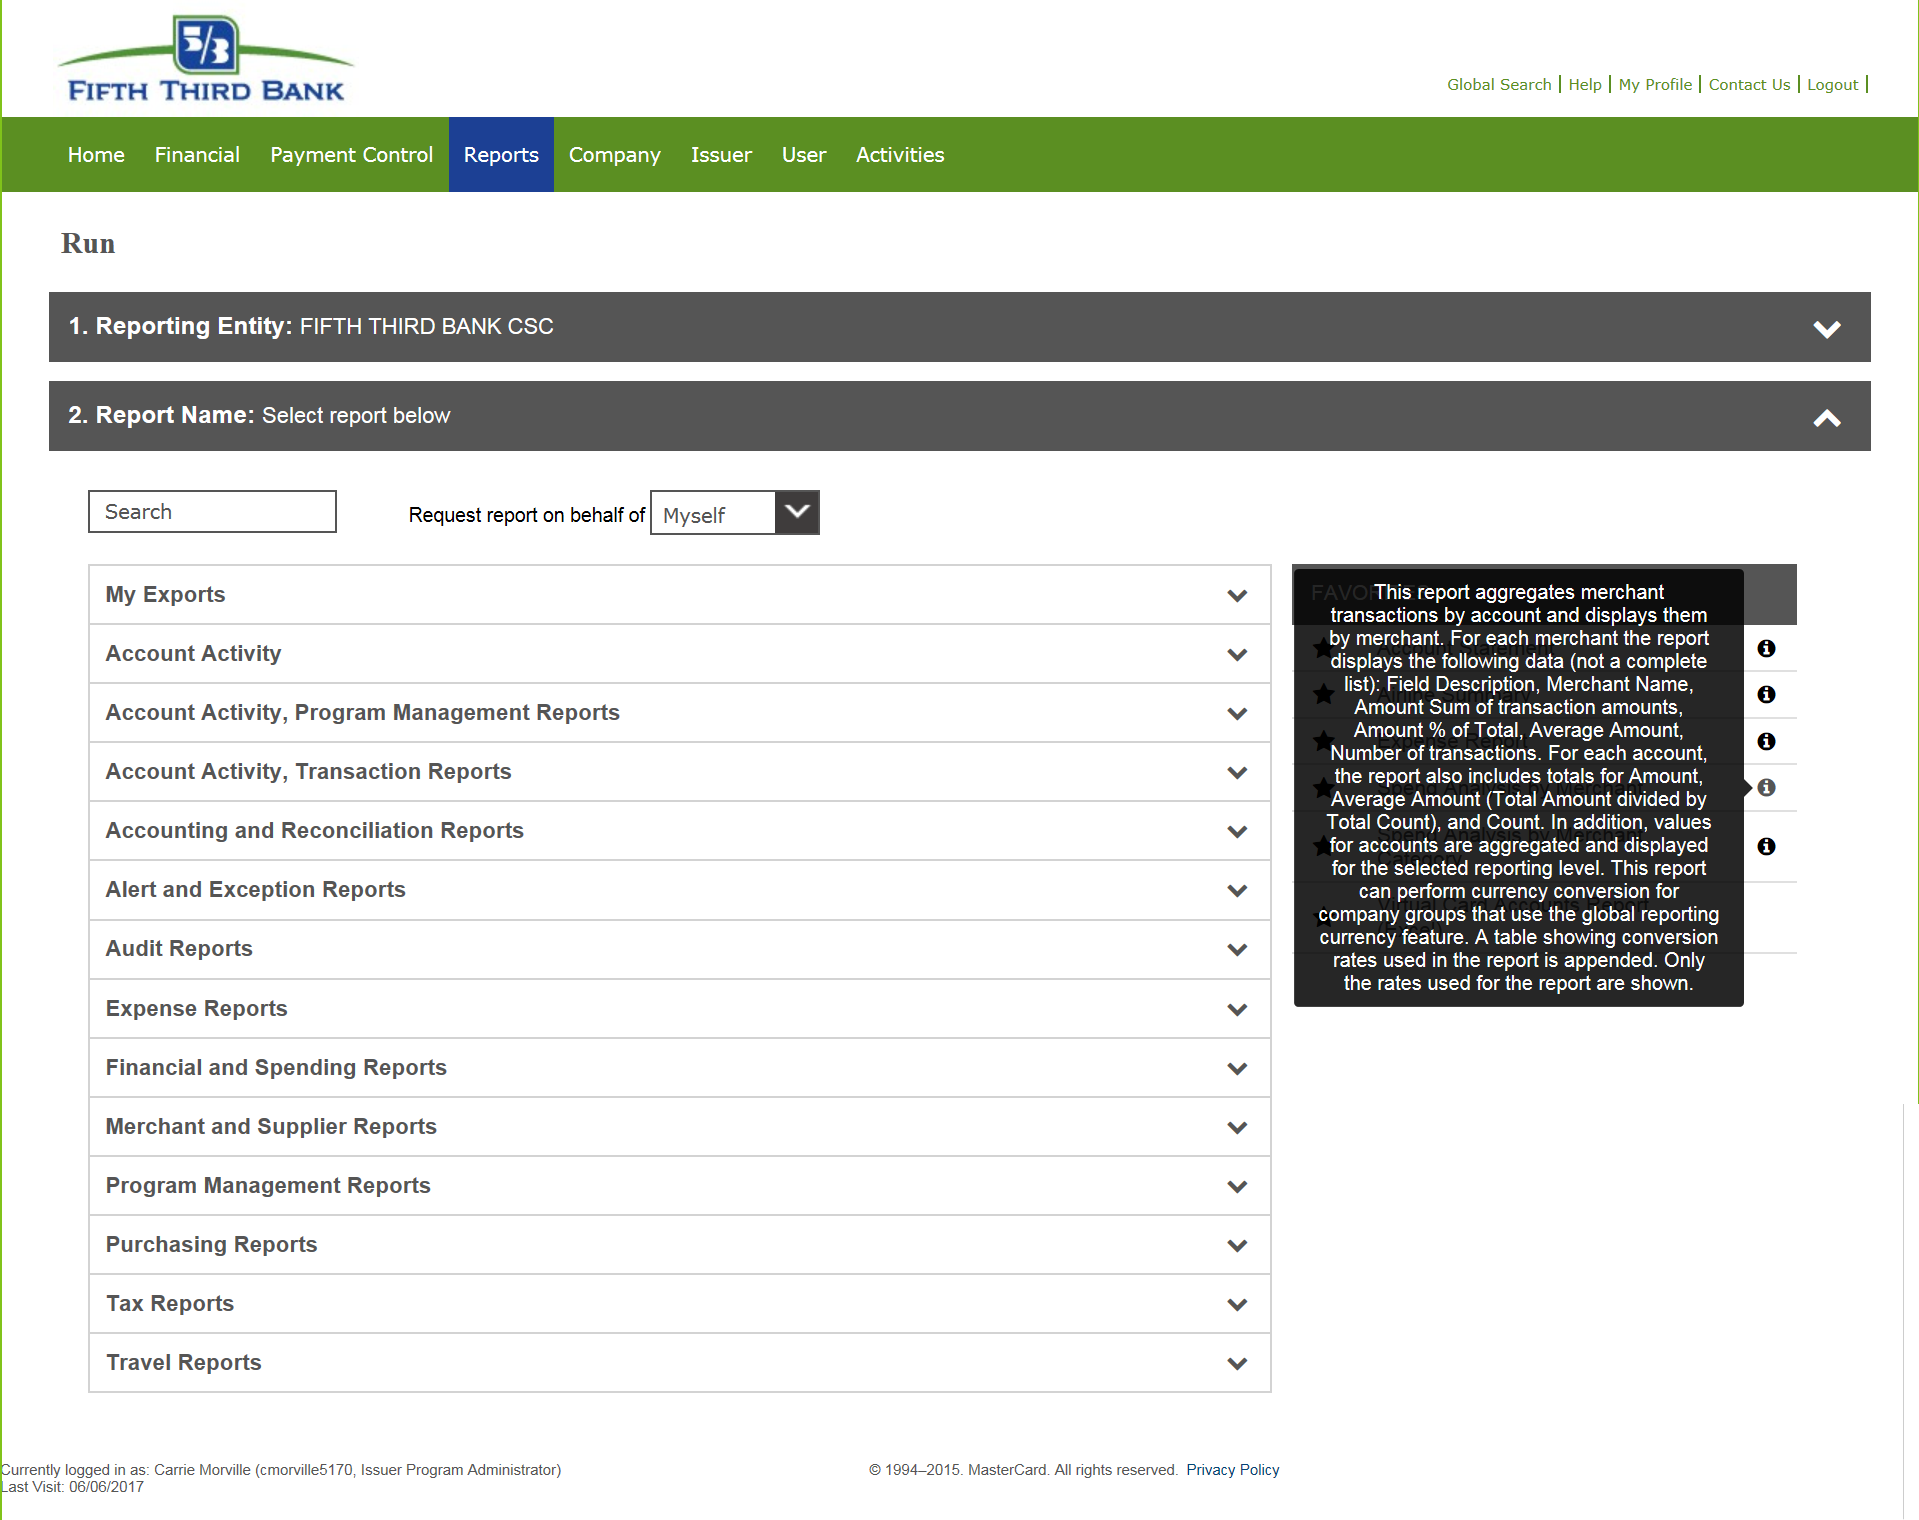 5/3
FIFTH THIRD BANK
Global Search | Help | My Profile | Contact Us | Logout |
Home Financial Payment Control Reports Company Issuer User Activities
Run
1. Reporting Entity: FIFTH THIRD BANK CSC
2. Report Name: Select report below
Search
Request report on behalf of Myself
My Exports
Account Activity
Account Activity, Program Management Reports
Account Activity, Transaction Reports
Accounting and Reconciliation Reports
Alert and Exception Reports
Audit Reports
Expense Reports
Financial and Spending Reports
Merchant and Supplier Reports
Program Management Reports
Purchasing Reports
Tax Reports
Travel Reports
This report aggregates merchant
transactions by account and displays them
by merchant. For each merchant the report
displays the following data (not a complete
list): Field Description, Merchant Name,
Amount Sum of transaction amounts,
Amount % of Total, Average Amount,
Number of transactions. For each account,
the report also includes totals for Amount,
Average Amount (Total Amount divided by
Total Count), and Count. In addition, values
for accounts are aggregated and displayed
for the selected reporting level. This report
can perform currency conversion for
company groups that use the global reporting
currency feature. A table showing conversion
rates used in the report is appended. Only
the rates used for the report are shown.
Currently logged in as: Carrie Morville (cmorville5170, Issuer Program Administrator)
Last Visit: 06/06/2017
© 1994–2015. MasterCard. All rights reserved. Privacy Policy